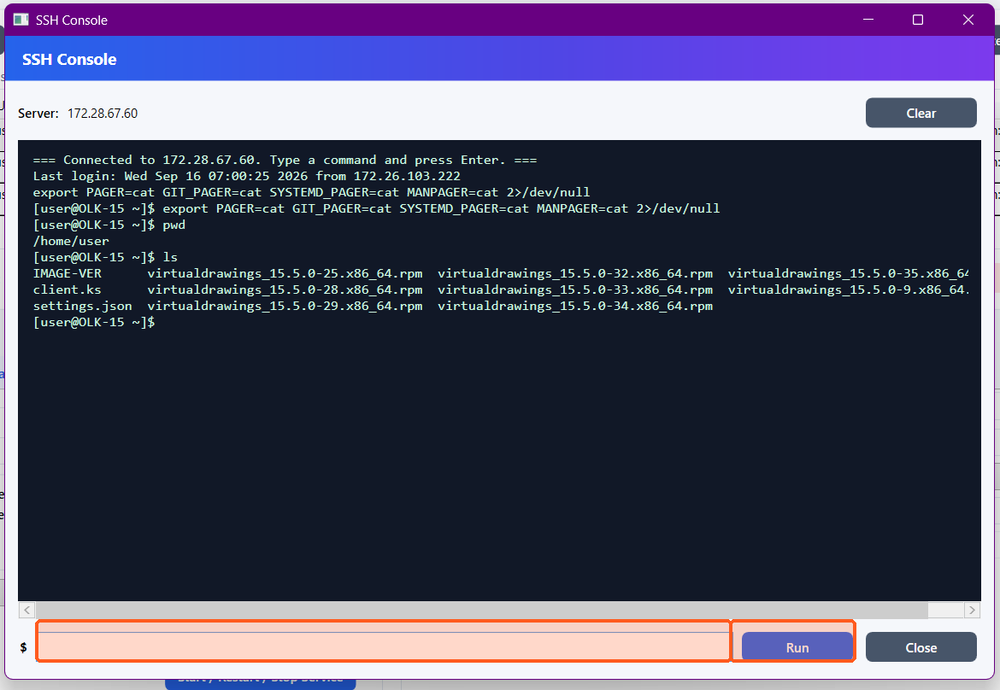 SSH Console
SSH Console
Server: 172.28.67.60
Clear
=== Connected to 172.28.67.60. Type a command and press Enter. ===
Last login: Wed Sep 16 07:00:25 2026 from 172.26.103.222
export PAGER=cat GIT_PAGER=cat SYSTEMD_PAGER=cat MANPAGER=cat 2>/dev/null
[user@OLK-15 ~]$ export PAGER=cat GIT_PAGER=cat SYSTEMD_PAGER=cat MANPAGER=cat 2>/dev/null
[user@OLK-15 ~]$ pwd
/home/user
[user@OLK-15 ~]$ ls
IMAGE-VER virtualdrawings_15.5.0-25.x86_64.rpm virtualdrawings_15.5.0-32.x86_64.rpm virtualdrawings_15.5.0-35.x86_64
client.ks virtualdrawings_15.5.0-28.x86_64.rpm virtualdrawings_15.5.0-33.x86_64.rpm virtualdrawings_15.5.0-9.x86_64.
settings.json virtualdrawings_15.5.0-29.x86_64.rpm virtualdrawings_15.5.0-34.x86_64.rpm
[user@OLK-15 ~]$
$ Run Close
Start / Restart / Stop Service